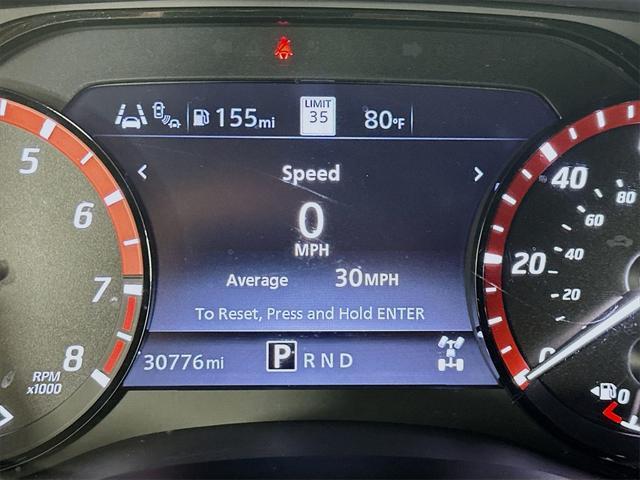 155mi
LIMIT
35
80°F
Speed
0
MPH
Average 30MPH
To Reset, Press and Hold ENTER
30776mi
P R N D
5
6
7
8
RPM
x1000
40
20
0
80
60
40
20
0